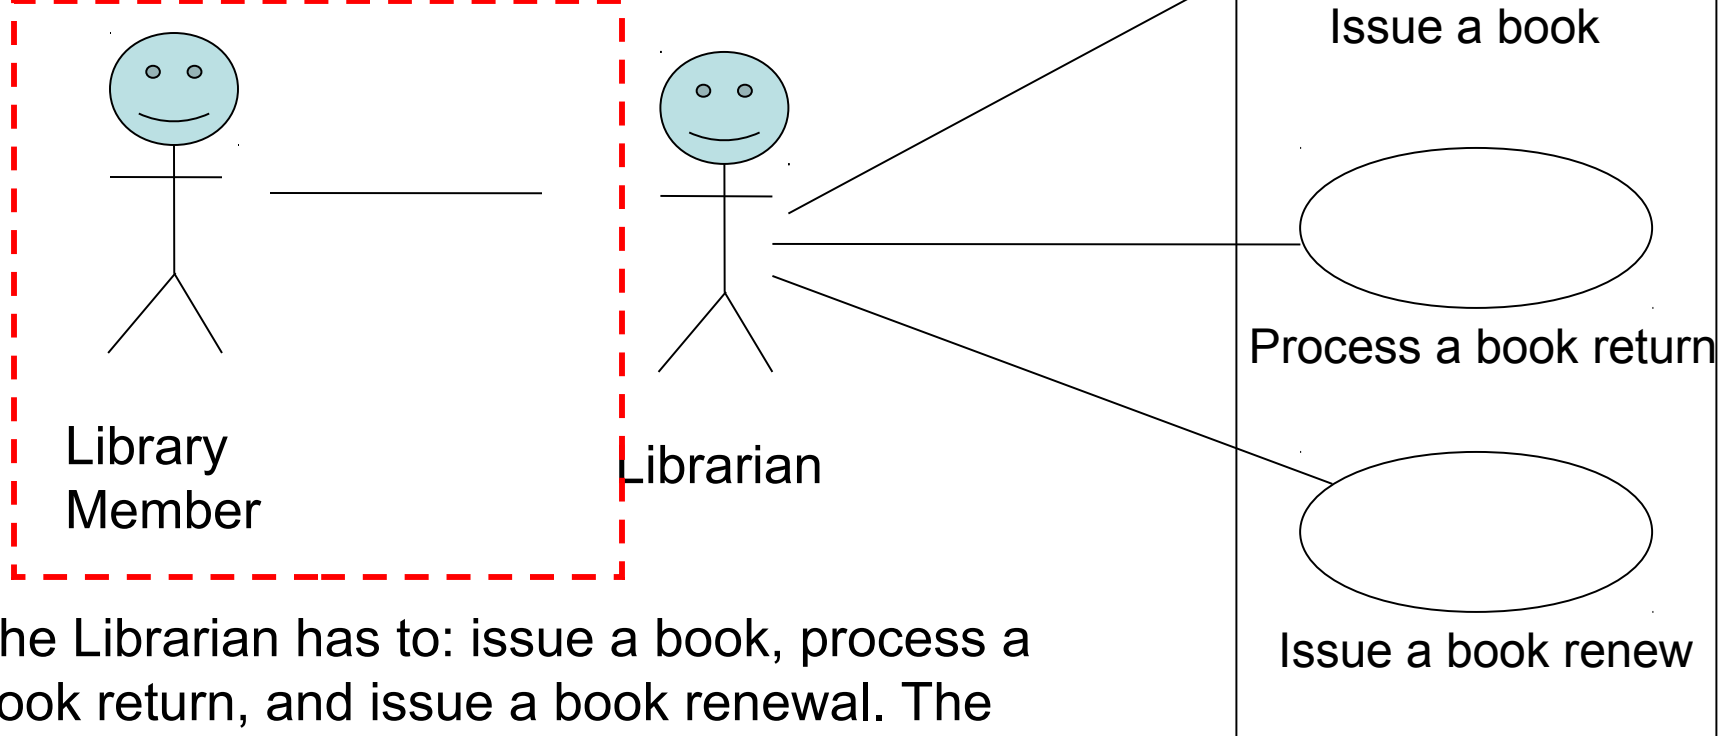 Issue a book
Process a book return
Library
Member
Librarian
Issue a book renew
he Librarian has to: issue a book, process a
ook return, and issue a book renewal. The